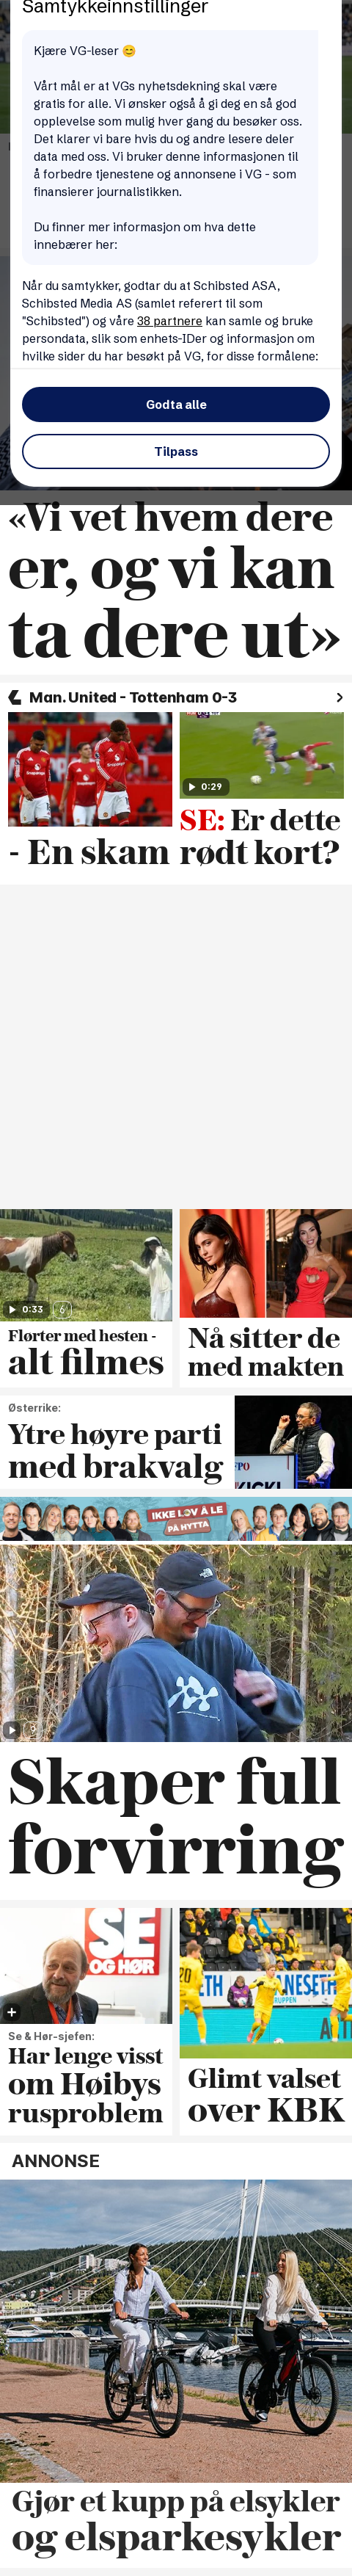 Samtykkeinnstillinger
Kjære VG-leser 😊
Vårt mål er at VGs nyhetsdekning skal være
gratis for alle. Vi ønsker også å gi deg en så god
opplevelse som mulig hver gang du besøker oss.
Det klarer vi bare hvis du og andre lesere deler
data med oss. Vi bruker denne informasjonen til
å forbedre tjenestene og annonsene i VG - som
finansierer journalistikken.
Du finner mer informasjon om hva dette
innebærer her:
Når du samtykker, godtar du at Schibsted ASA,
Schibsted Media AS (samlet referert til som
"Schibsted") og våre 38 partnere kan samle og bruke
persondata, slik som enhets-IDer og informasjon om
hvilke sider du har besøkt på VG, for disse formålene:
Godta alle
Tilpass
«Vi vet hvem dere
er, og vi kan
ta dere ut»
Man. United - Tottenham 0-3
0:29
- En skam
SE: Er dette
rødt kort?
0:33
Flørter med hesten -
alt filmes
Nå sitter de
med makten
Østerrike:
Ytre høyre parti
med brakvalg
FPÖ
KICKL
IKKE LOV Å LE
PÅ HYTTA
Skaper full
forvirring
SE
OG HØR
Se & Hør-sjefen:
Har lenge visst
om Høibys
rusproblem
Glimt valset
over KBK
ANNONSE
Gjør et kupp på elsykler
og elsparkesykler